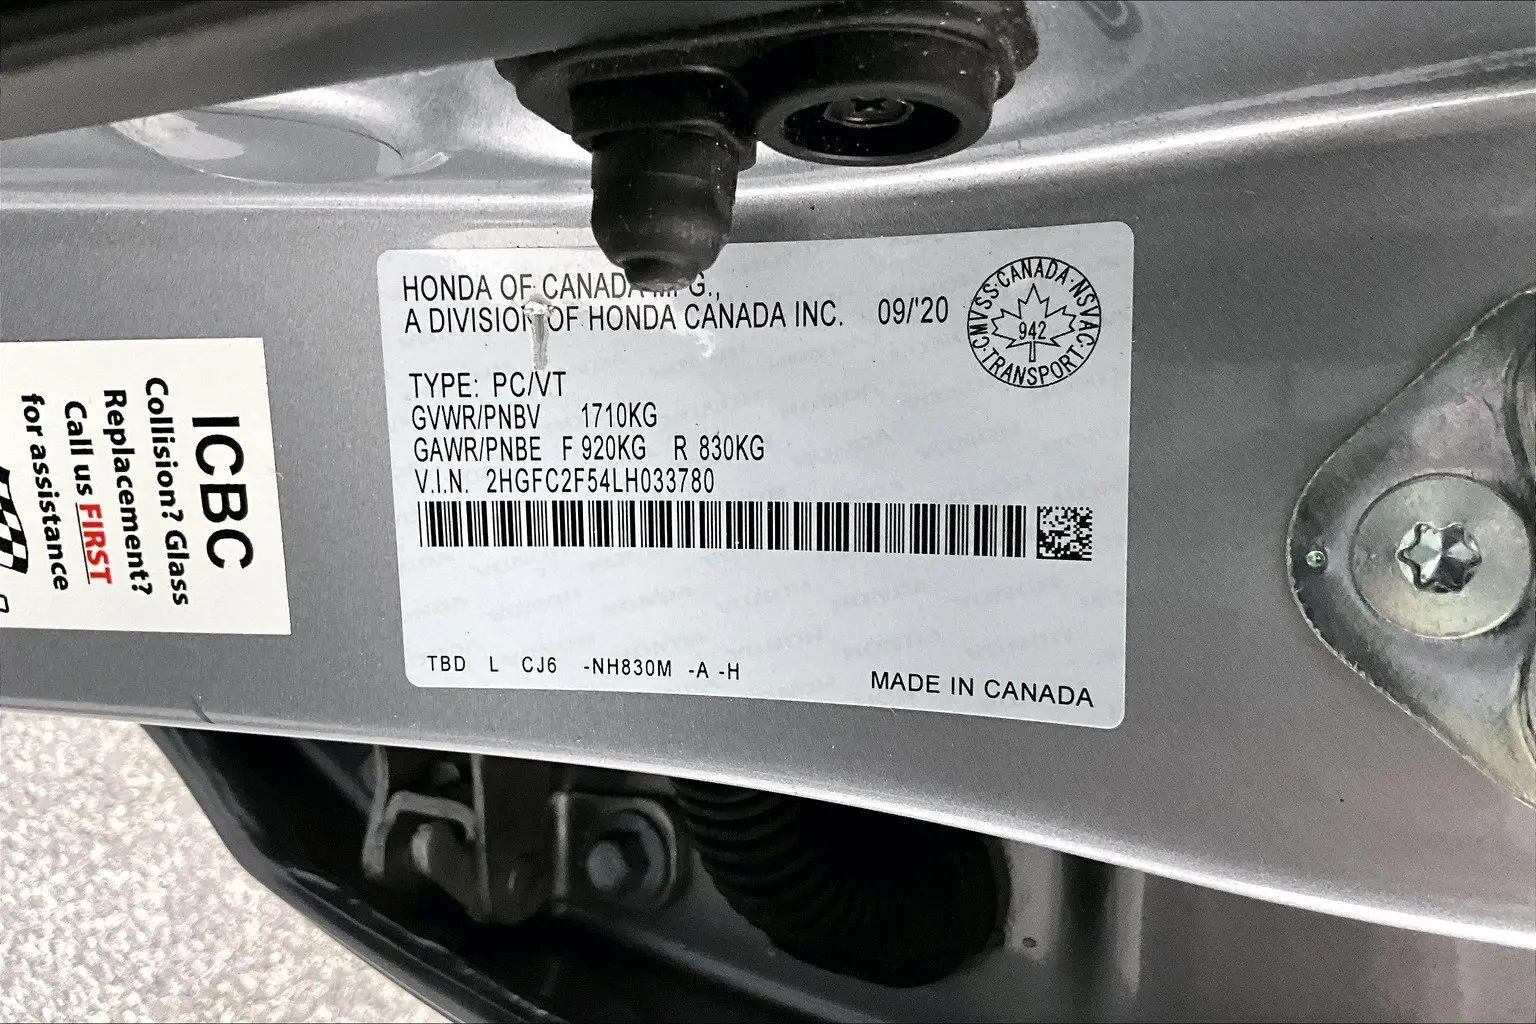 HONDA OF CANADA MFG.,
A DIVISION OF HONDA CANADA INC. 09/'20
CMVSS·CANADA·NSVAC·TRANSPORT·
942
TYPE: PC/VT
GVWR/PNBV 1710KG
GAWR/PNBE F 920KG R 830KG
V.I.N. 2HGFC2F54LH033780
TBD L CJ6 -NH830M -A -H
MADE IN CANADA
ICBC
Collision? Glass
Replacement?
Call us FIRST
for assistance